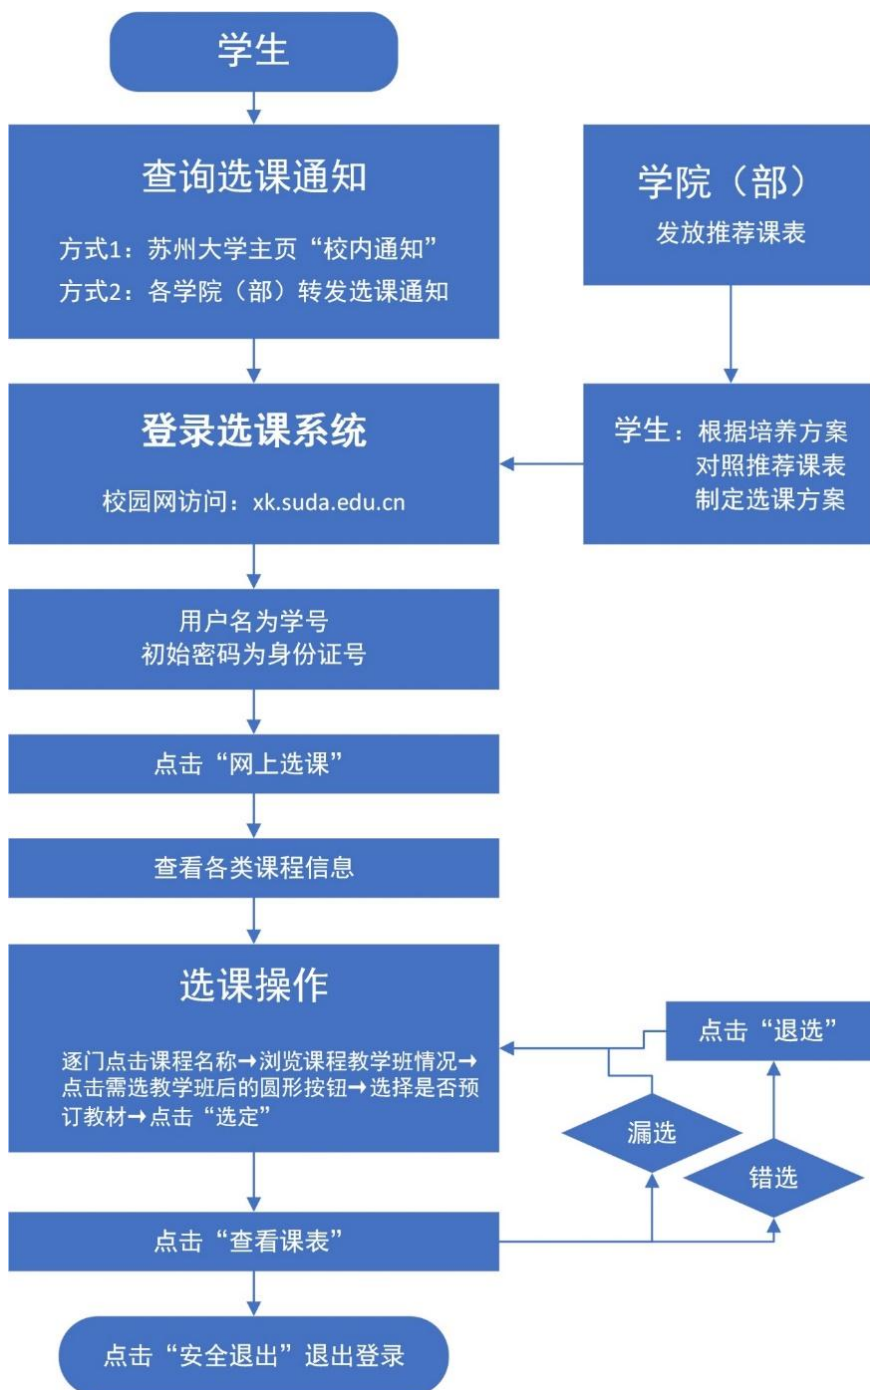 学生
查询选课通知
方式1：苏州大学主页“校内通知”
方式2：各学院（部）转发选课通知
学院（部）
发放推荐课表
登录选课系统
校园网访问：xk.suda.edu.cn
学生：根据培养方案
对照推荐课表
制定选课方案
用户名为学号
初始密码为身份证号
点击“网上选课”
查看各类课程信息
选课操作
逐门点击课程名称→浏览课程教学班情况→
点击需选教学班后的圆形按钮→选择是否预
订教材→点击“选定”
点击“退选”
漏选
错选
点击“查看课表”
点击“安全退出”退出登录